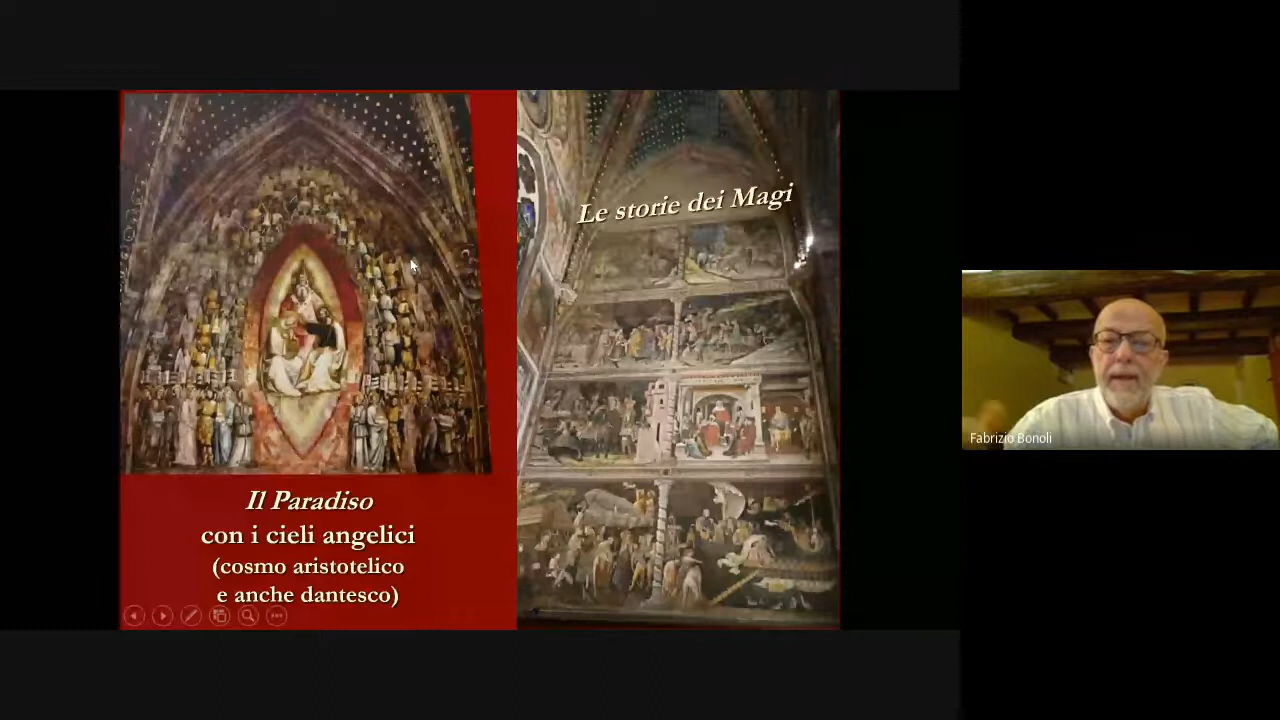 Le storie dei Magi
Il Paradiso
con i cieli angelici
(cosmo aristotelico
e anche dantesco)
Fabrizio Bonoli